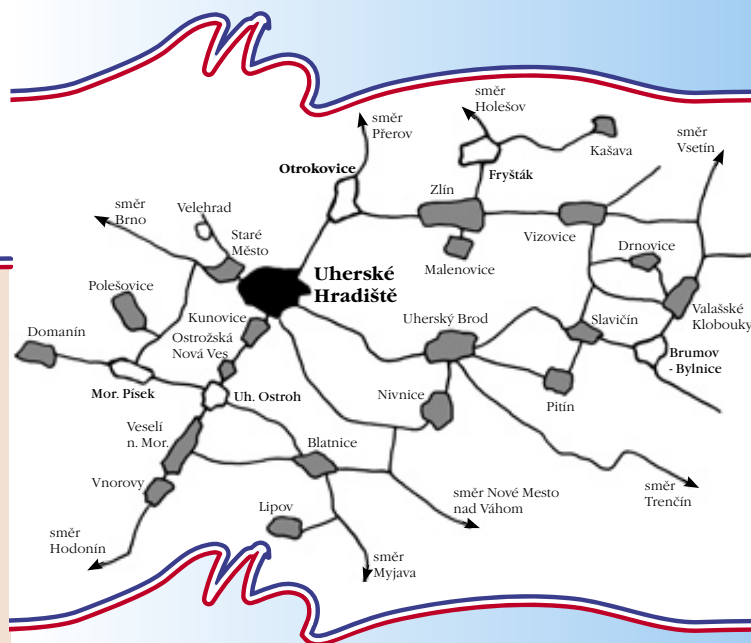 směr
Holešov
směr
Přerov
směr
Vsetín
Kašava
Otrokovice
Fryšták
Zlín
směr
Brno
Velehrad
Staré
Město
Vizovice
Drnovice
Malenovice
Uherské
Hradiště
Polešovice
Kunovice
Uherský Brod
Slavičín
Valašské
Klobouky
Domanín
Ostrožská
Nová Ves
Brumov
- Bylnice
Mor. Písek
Uh. Ostroh
Nivnice
Pitín
Veselí
n. Mor.
Blatnice
Vnorovy
Lipov
směr Nové Mesto
nad Váhom
směr
Trenčín
směr
Hodonín
směr
Myjava